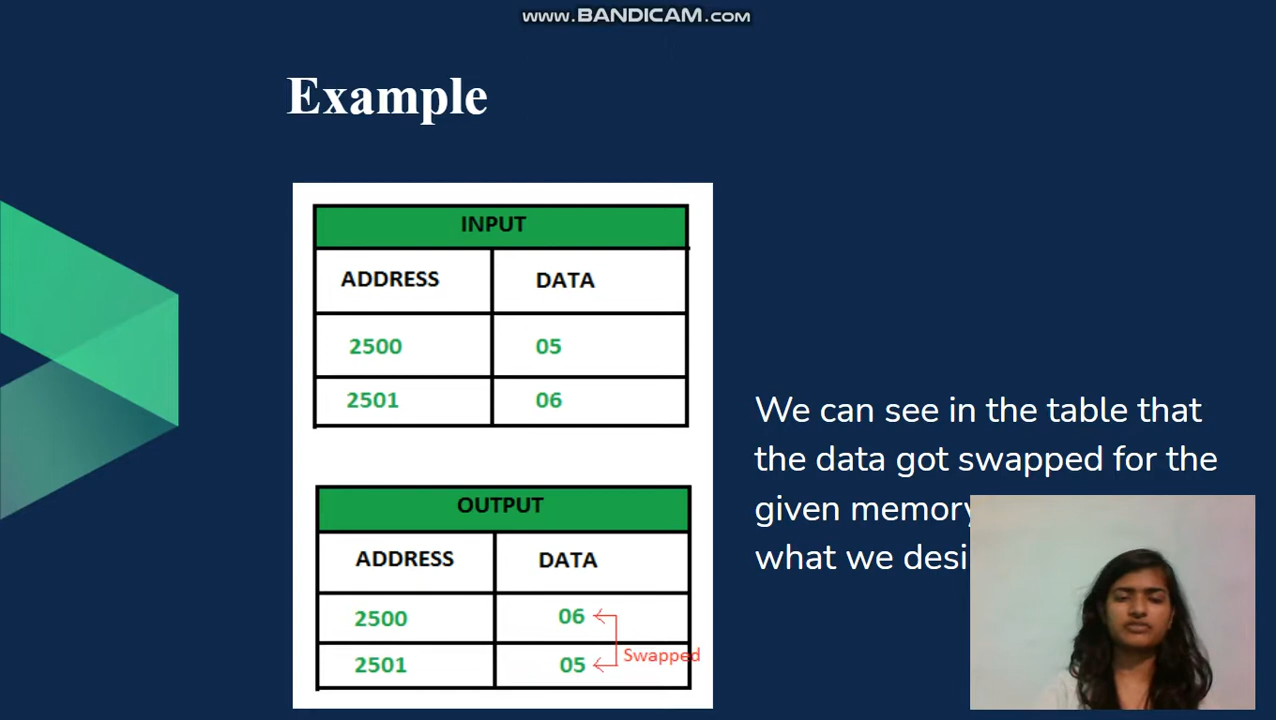 www.BANDICAM.com
Example
INPUT
ADDRESS DATA
2500 05
2501 06
OUTPUT
ADDRESS DATA
2500 06
2501 05
Swapped
We can see in the table that
the data got swapped for the
given memory
what we